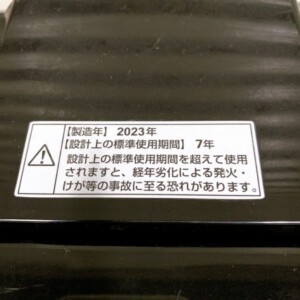 【製造年】 2023年
【設計上の標準使用期間】 7年
設計上の標準使用期間を超えて使用
されますと、経年劣化による発火・
けが等の事故に至る恐れがあります。